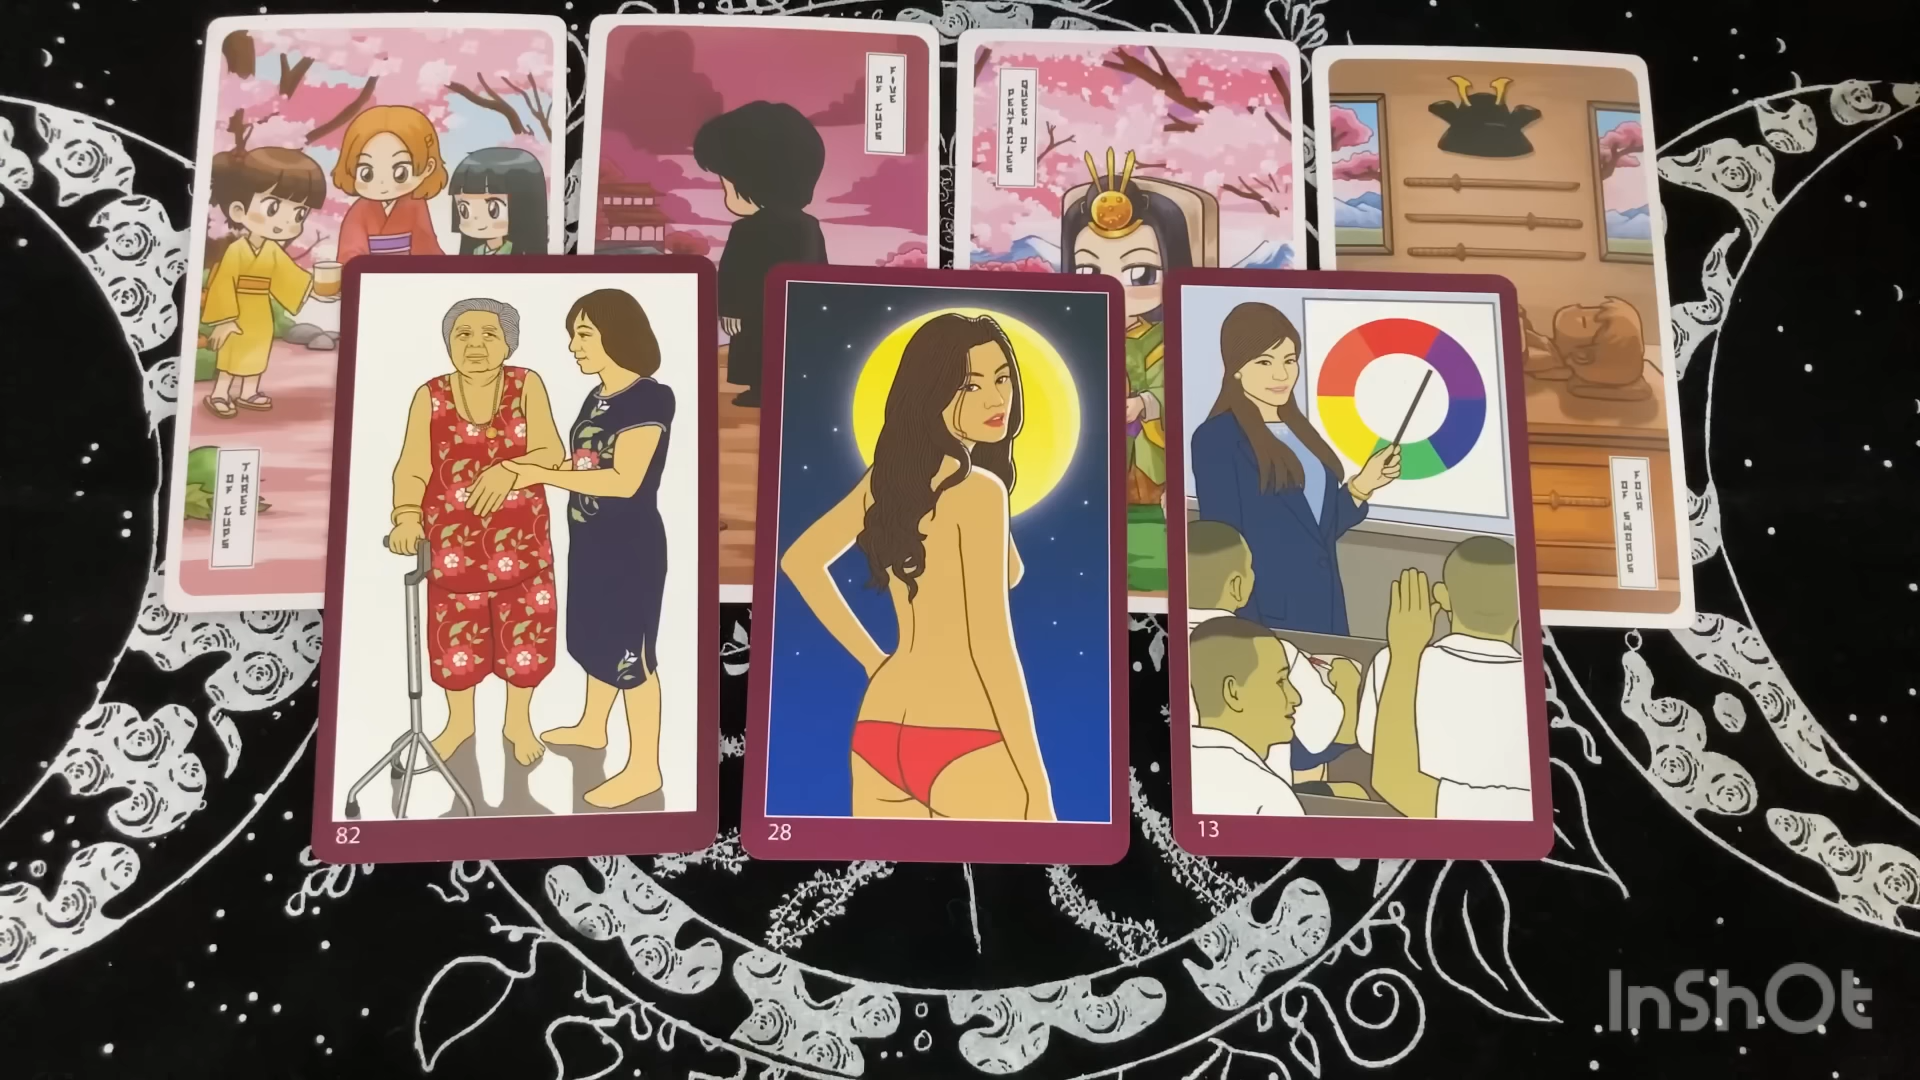 FIVE
OF CUPS
QUEEN OF
PENTACLES
THREE
OF CUPS
FOUR
OF SWORDS
82
28
13
InShOt